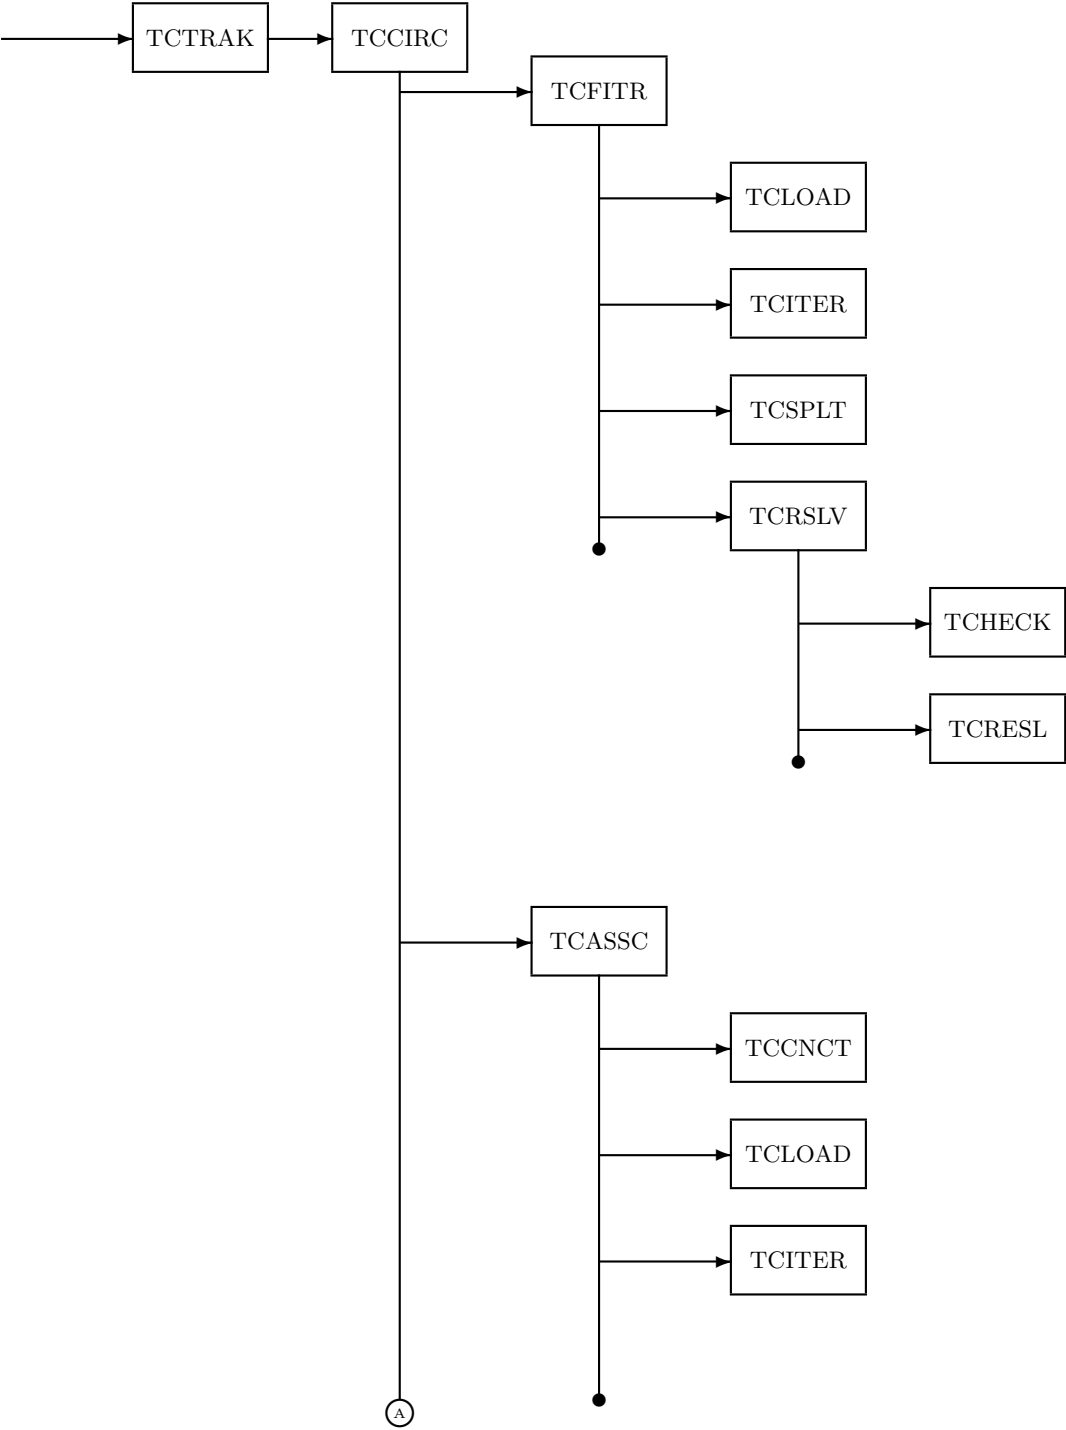 TCTRAK TCCIRC
TCFITR
TCLOAD
TCITER
TCSPLT
TCRSLV
TCHECK
TCRESL
TCASSC
TCCNCT
TCLOAD
TCITER
A